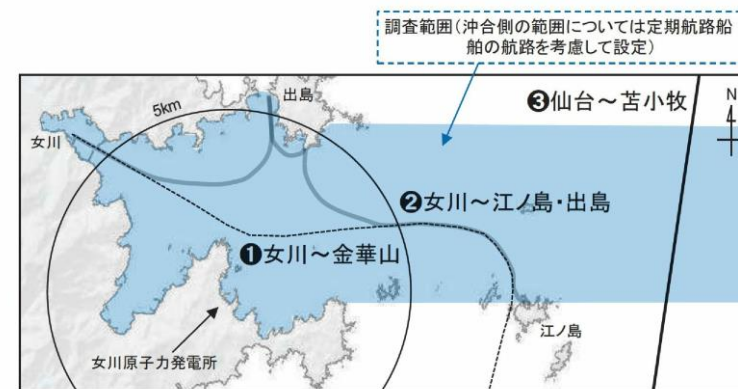 調査範囲(沖合側の範囲については定期航路船
舶の航路を考慮して設定)
❸仙台~苫小牧
N
出島
5km
女川
❷女川~江ノ島・出島
❶女川~金華山
江ノ島
女川原子力発電所